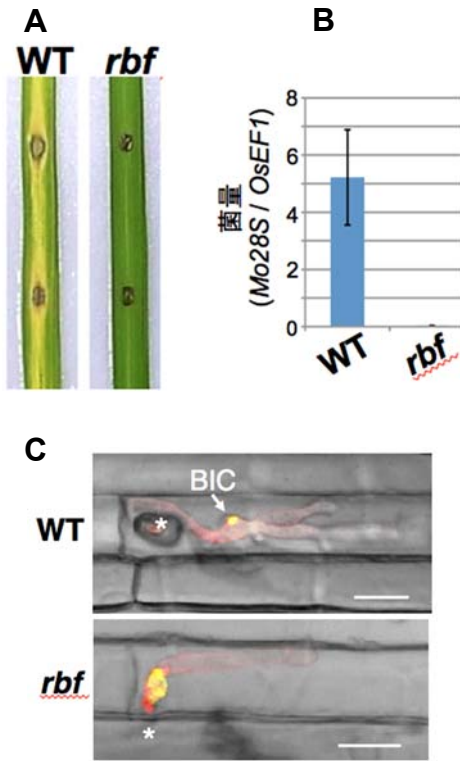 A
WT rbf
B
8
6
4
2
0
菌量
(Mo28S / OsEF1)
WT rbf
C
BIC
WT
*
rbf
*